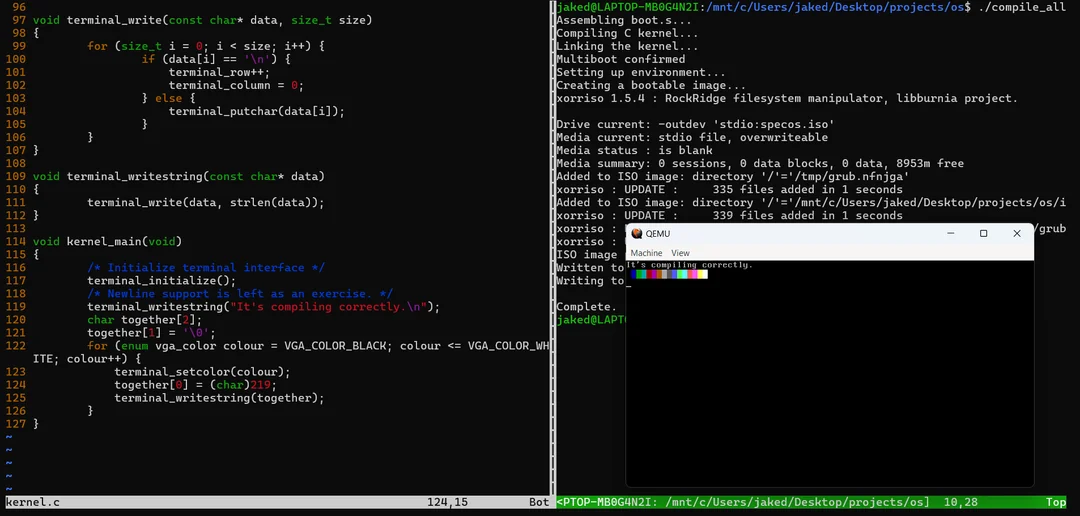 96
97 void terminal_write(const char* data, size_t size)
98 {
99         for (size_t i = 0; i < size; i++) {
100                 if (data[i] == '\n') {
101                     terminal_row++;
102                     terminal_column = 0;
103                 } else {
104                     terminal_putchar(data[i]);
105                 }
106         }
107 }
108
109 void terminal_writestring(const char* data)
110 {
111         terminal_write(data, strlen(data));
112 }
113
114 void kernel_main(void)
115 {
116         /* Initialize terminal interface */
117         terminal_initialize();
118         /* Newline support is left as an exercise. */
119         terminal_writestring("It's compiling correctly.\n");
120         char together[2];
121         together[1] = '\0';
122         for (enum vga_color colour = VGA_COLOR_BLACK; colour <= VGA_COLOR_WH
ITE; colour++) {
123             terminal_setcolor(colour);
124             together[0] = (char)219;
125             terminal_writestring(together);
126         }
127 }
~
~
~
~
~
kernel.c 124,15 Bot
jaked@LAPTOP-MB0G4N2I:/mnt/c/Users/jaked/Desktop/projects/os$ ./compile_all
Assembling boot.s...
Compiling C kernel...
Linking the kernel...
Multiboot confirmed
Setting up environment...
Creating a bootable image...
xorriso 1.5.4 : RockRidge filesystem manipulator, libburnia project.
Drive current: -outdev 'stdio:specos.iso'
Media current: stdio file, overwriteable
Media status : is blank
Media summary: 0 sessions, 0 data blocks, 0 data, 8953m free
Added to ISO image: directory '/'='/tmp/grub.nfnjga'
xorriso : UPDATE :     335 files added in 1 seconds
Added to ISO image: directory '/'='/mnt/c/Users/jaked/Desktop/projects/os/i
xorriso : UPDATE :     339 files added in 1 seconds
xorriso : /grub
xorriso :
ISO image
Written to
Writing to
Complete.
jaked@LAPT
QEMU
Machine View
It's compiling correctly.
_
<PTOP-MB0G4N2I: /mnt/c/Users/jaked/Desktop/projects/os] 10,28 Top